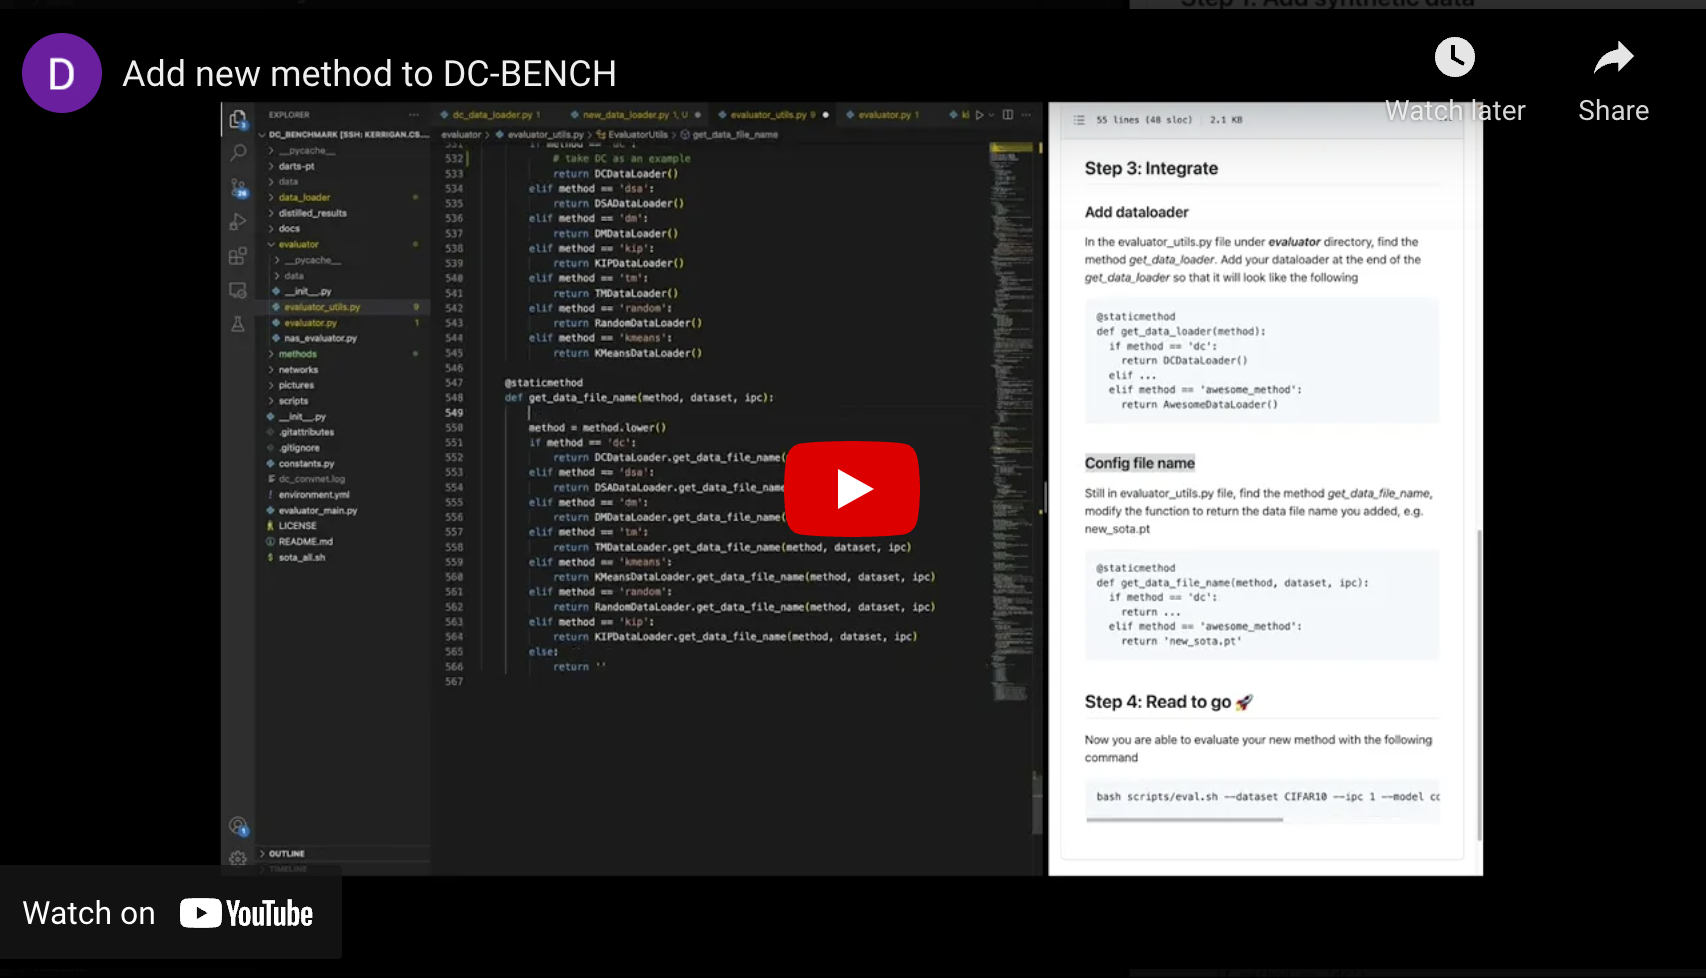 Step 1: Add synthetic data
D
Add new method to DC-BENCH
Watch later
Share
EXPLORER
DC_BENCHMARK [SSH: KERRIGAN.CS....
__pycache__
darts-pt
data
data_loader
distilled_results
docs
evaluator
__pycache__
data
__init__.py
evaluator_utils.py 9
evaluator.py 1
nas_evaluator.py
methods
networks
pictures
scripts
__init__.py
.gitattributes
.gitignore
constants.py
dc_convnet.log
environment.yml
evaluator_main.py
LICENSE
README.md
sota_all.sh
OUTLINE
TIMELINE
dc_data_loader.py 1
new_data_loader.py 1, U
evaluator_utils.py 9
evaluator.py 1
ki
evaluator > evaluator_utils.py > EvaluatorUtils > get_data_file_name
531 if method == 'dc':
532 # take DC as an example
533 return DCDataLoader()
534 elif method == 'dsa':
535 return DSADataLoader()
536 elif method == 'dm':
537 return DMDataLoader()
538 elif method == 'kip':
539 return KIPDataLoader()
540 elif method == 'tm':
541 return TMDataLoader()
542 elif method == 'random':
543 return RandomDataLoader()
544 elif method == 'kmeans':
545 return KMeansDataLoader()
546
547 @staticmethod
548 def get_data_file_name(method, dataset, ipc):
549
550 method = method.lower()
551 if method == 'dc':
552 return DCDataLoader.get_data_file_name(
553 elif method == 'dsa':
554 return DSADataLoader.get_data_file_name
555 elif method == 'dm':
556 return DMDataLoader.get_data_file_name(
557 elif method == 'tm':
558 return TMDataLoader.get_data_file_name(method, dataset, ipc)
559 elif method == 'kmeans':
560 return KMeansDataLoader.get_data_file_name(method, dataset, ipc)
561 elif method == 'random':
562 return RandomDataLoader.get_data_file_name(method, dataset, ipc)
563 elif method == 'kip':
564 return KIPDataLoader.get_data_file_name(method, dataset, ipc)
565 else:
566 return ''
567
55 lines (48 sloc) 2.1 KB
Step 3: Integrate
Add dataloader
In the evaluator_utils.py file under evaluator directory, find the
method get_data_loader. Add your dataloader at the end of the
get_data_loader so that it will look like the following
@staticmethod
def get_data_loader(method):
if method == 'dc':
return DCDataLoader()
elif ...
elif method == 'awesome_method':
return AwesomeDataLoader()
Config file name
Still in evaluator_utils.py file, find the method get_data_file_name,
modify the function to return the data file name you added, e.g.
new_sota.pt
@staticmethod
def get_data_file_name(method, dataset, ipc):
if method == 'dc':
return ...
elif method == 'awesome_method':
return 'new_sota.pt'
Step 4: Read to go 🚀
Now you are able to evaluate your new method with the following
command
bash scripts/eval.sh --dataset CIFAR10 --ipc 1 --model co
Watch on YouTube